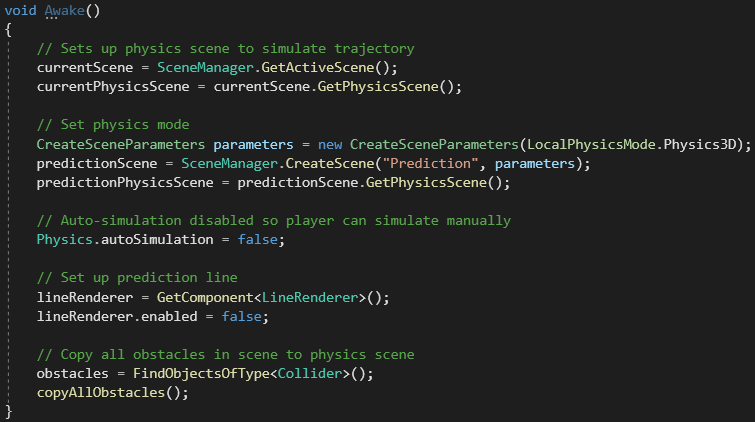 void Awake()
{
// Sets up physics scene to simulate trajectory
currentScene = SceneManager.GetActiveScene();
currentPhysicsScene = currentScene.GetPhysicsScene();
// Set physics mode
CreateSceneParameters parameters = new CreateSceneParameters(LocalPhysicsMode.Physics3D);
predictionScene = SceneManager.CreateScene("Prediction", parameters);
predictionPhysicsScene = predictionScene.GetPhysicsScene();
// Auto-simulation disabled so player can simulate manually
Physics.autoSimulation = false;
// Set up prediction line
lineRenderer = GetComponent<LineRenderer>();
lineRenderer.enabled = false;
// Copy all obstacles in scene to physics scene
obstacles = FindObjectsOfType<Collider>();
copyAllObstacles();
}